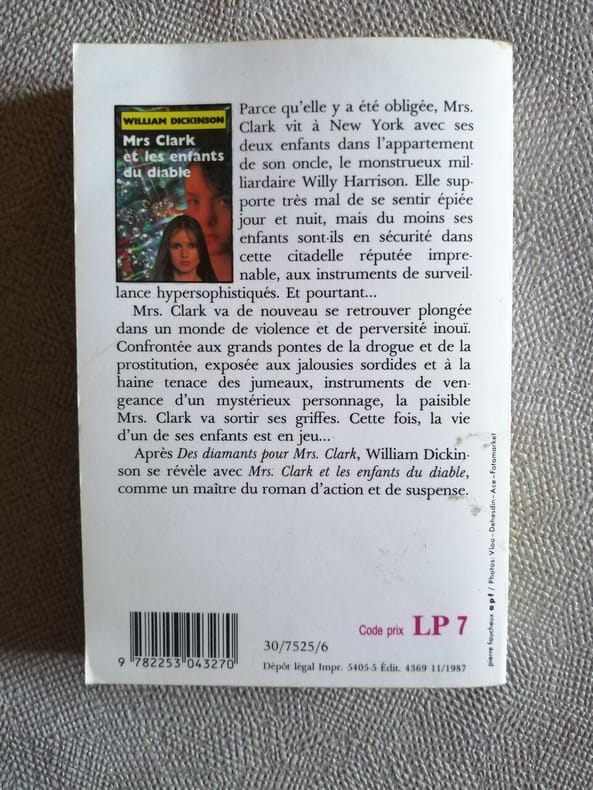 WILLIAM DICKINSON
Mrs Clark
et les enfants
du diable
Parce qu'elle y a été obligée, Mrs.
Clark vit à New York avec ses
deux enfants dans l'appartement
de son oncle, le monstrueux mil-
liardaire Willy Harrison. Elle sup-
porte très mal de se sentir épiée
jour et nuit, mais du moins ses
enfants sont-ils en sécurité dans
cette citadelle réputée impre-
nable, aux instruments de surveil-
lance hypersophistiqués. Et pourtant...
Mrs. Clark va de nouveau se retrouver plongée
dans un monde de violence et de perversité inouï.
Confrontée aux grands pontes de la drogue et de la
prostitution, exposée aux jalousies sordides et à la
haine tenace des jumeaux, instruments de ven-
geance d'un mystérieux personnage, la paisible
Mrs. Clark va sortir ses griffes. Cette fois, la vie
d'un de ses enfants est en jeu...
Après Des diamants pour Mrs. Clark, William Dickin-
son se révèle avec Mrs. Clark et les enfants du diable,
comme un maître du roman d'action et de suspense.
pierre faucheux apf / Photos: Vloo-Dehesdin-Ace-Fotomarket
Code prix LP 7
30/7525/6
9 782253 043270
Dépôt légal Impr. 5405-5 Édit. 4369 11/1987